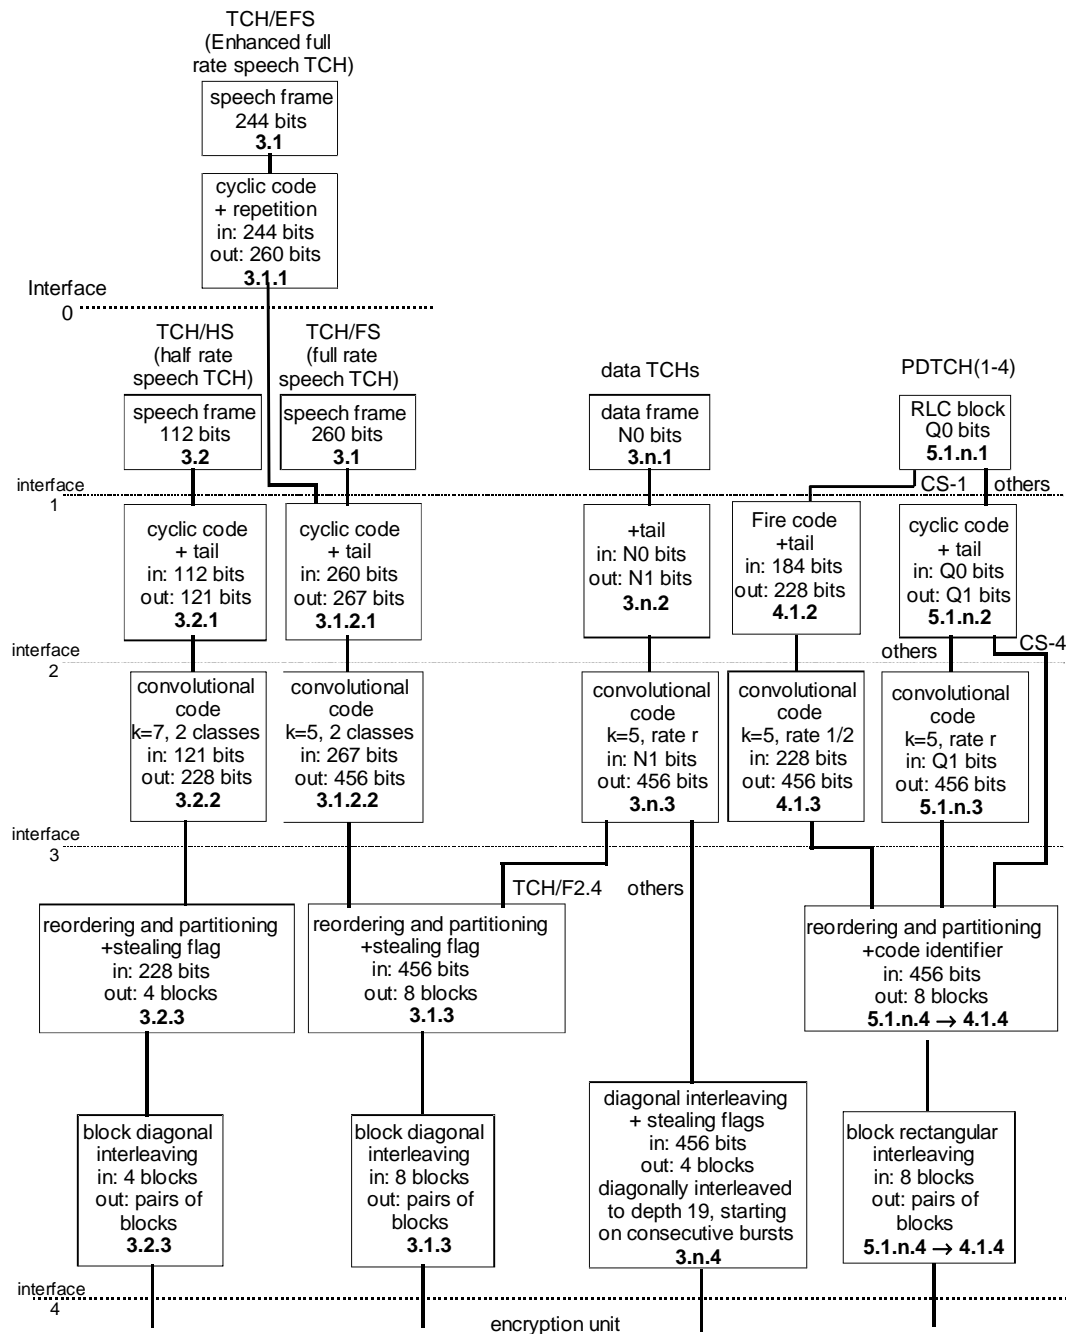 TCH/EFS
(Enhanced full
rate speech TCH)
speech frame
244 bits
3.1
cyclic code
+ repetition
in: 244 bits
out: 260 bits
3.1.1
Interface
0
TCH/HS
(half rate
speech TCH)
TCH/FS
(full rate
speech TCH)
data TCHs
PDTCH(1-4)
speech frame
112 bits
3.2
speech frame
260 bits
3.1
data frame
N0 bits
3.n.1
RLC block
Q0 bits
5.1.n.1
interface
1
CS-1
others
cyclic code
+ tail
in: 112 bits
out: 121 bits
3.2.1
cyclic code
+ tail
in: 260 bits
out: 267 bits
3.1.2.1
+tail
in: N0 bits
out: N1 bits
3.n.2
Fire code
+tail
in: 184 bits
out: 228 bits
4.1.2
cyclic code
+ tail
in: Q0 bits
out: Q1 bits
5.1.n.2
interface
2
others
CS-4
convolutional
code
k=7, 2 classes
in: 121 bits
out: 228 bits
3.2.2
convolutional
code
k=5, 2 classes
in: 267 bits
out: 456 bits
3.1.2.2
convolutional
code
k=5, rate r
in: N1 bits
out: 456 bits
3.n.3
convolutional
code
k=5, rate 1/2
in: 228 bits
out: 456 bits
4.1.3
convolutional
code
k=5, rate r
in: Q1 bits
out: 456 bits
5.1.n.3
interface
3
TCH/F2.4
others
reordering and partitioning
+stealing flag
in: 228 bits
out: 4 blocks
3.2.3
reordering and partitioning
+stealing flag
in: 456 bits
out: 8 blocks
3.1.3
reordering and partitioning
+code identifier
in: 456 bits
out: 8 blocks
5.1.n.4 → 4.1.4
block diagonal
interleaving
in: 4 blocks
out: pairs of
blocks
3.2.3
block diagonal
interleaving
in: 8 blocks
out: pairs of
blocks
3.1.3
diagonal interleaving
+ stealing flags
in: 456 bits
out: 4 blocks
diagonally interleaved
to depth 19, starting
on consecutive bursts
3.n.4
block rectangular
interleaving
in: 8 blocks
out: pairs of
blocks
5.1.n.4 → 4.1.4
interface
4
encryption unit